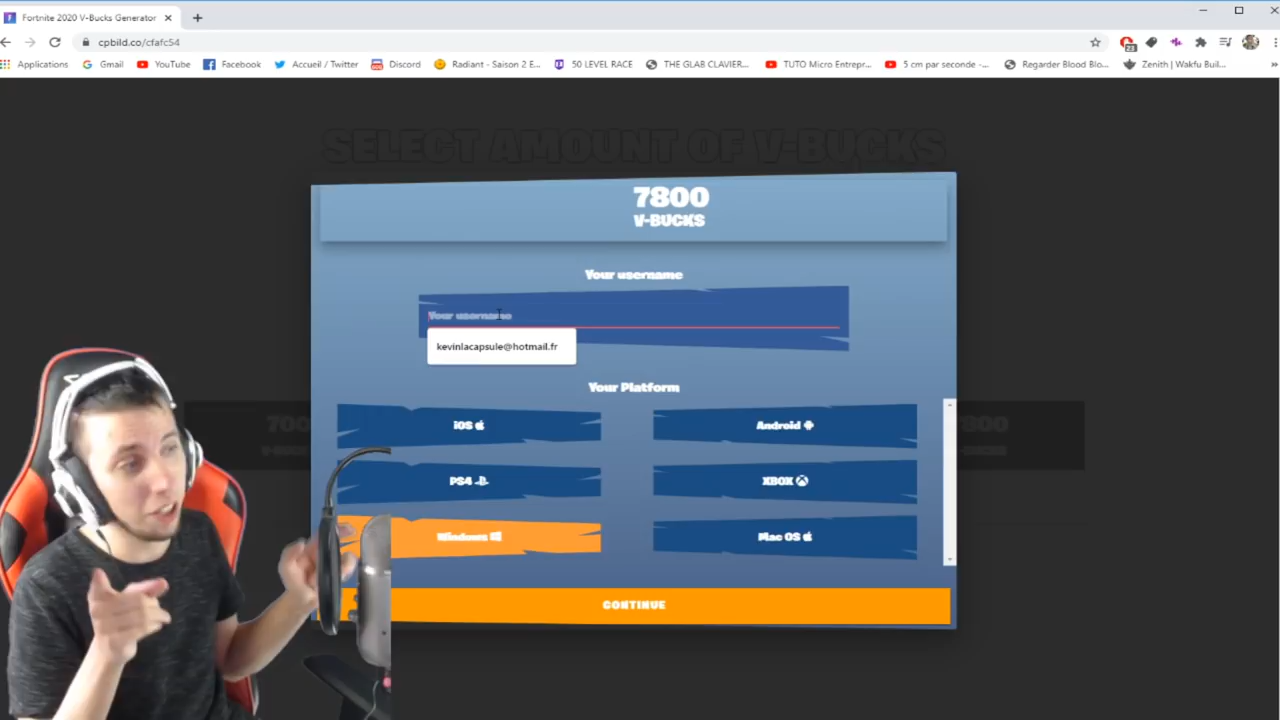 Fortnite 2020 V-Bucks Generator
cpbild.co/cfafc54
23
Applications Gmail YouTube Facebook Accueil / Twitter Discord Radiant - Saison 2 E... 50 LEVEL RACE THE GLAB CLAVIER... TUTO Micro Entrepr... 5 cm par seconde -... Regarder Blood Blo... Zenith | Wakfu Buil... »
SELECT AMOUNT OF V-BUCKS
7800
V-BUCKS
Your username
Your username
kevinlacapsule@hotmail.fr
Your Platform
iOS
Android
PS4
XBOX
Windows
Mac OS
CONTINUE